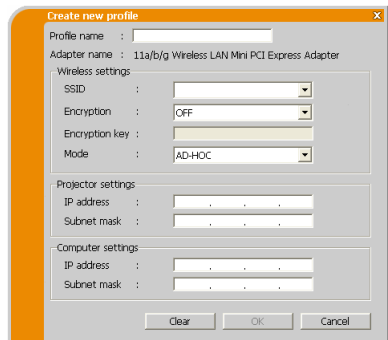 Create new profile X
Profile name :
Adapter name : 11a/b/g Wireless LAN Mini PCI Express Adapter
Wireless settings
SSID :
Encryption : OFF
Encryption key :
Mode : AD-HOC
Projector settings
IP address : . . .
Subnet mask : . . .
Computer settings
IP address : . . .
Subnet mask : . . .
Clear OK Cancel